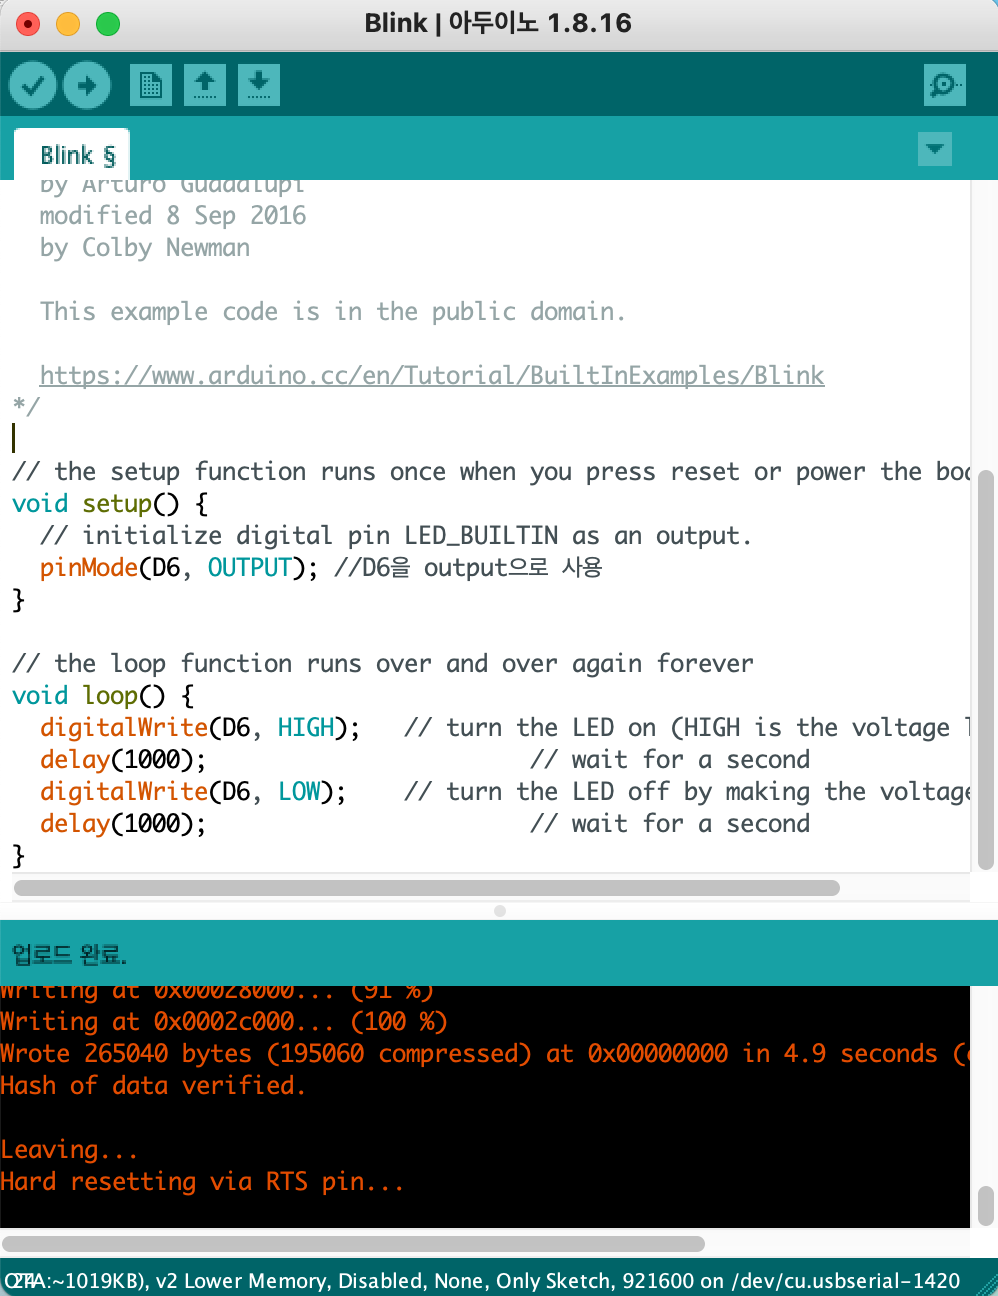 Blink | 아두이노 1.8.16
Blink §
by Arturo Guadalupi
modified 8 Sep 2016
by Colby Newman
This example code is in the public domain.
https://www.arduino.cc/en/Tutorial/BuiltInExamples/Blink
*/
// the setup function runs once when you press reset or power the
void setup() {
// initialize digital pin LED_BUILTIN as an output.
pinMode(D6, OUTPUT); //D6을 output으로 사용
}
// the loop function runs over and over again forever
void loop() {
digitalWrite(D6, HIGH); // turn the LED on (HIGH is the voltage
delay(1000); // wait for a second
digitalWrite(D6, LOW); // turn the LED off by making the voltage
delay(1000); // wait for a second
}
업로드 완료.
Writing at 0x00028000... (91 %)
Writing at 0x0002c000... (100 %)
Wrote 265040 bytes (195060 compressed) at 0x00000000 in 4.9 seconds (
Hash of data verified.
Leaving...
Hard resetting via RTS pin...
24
OTA:~1019KB), v2 Lower Memory, Disabled, None, Only Sketch, 921600 on /dev/cu.usbserial-1420